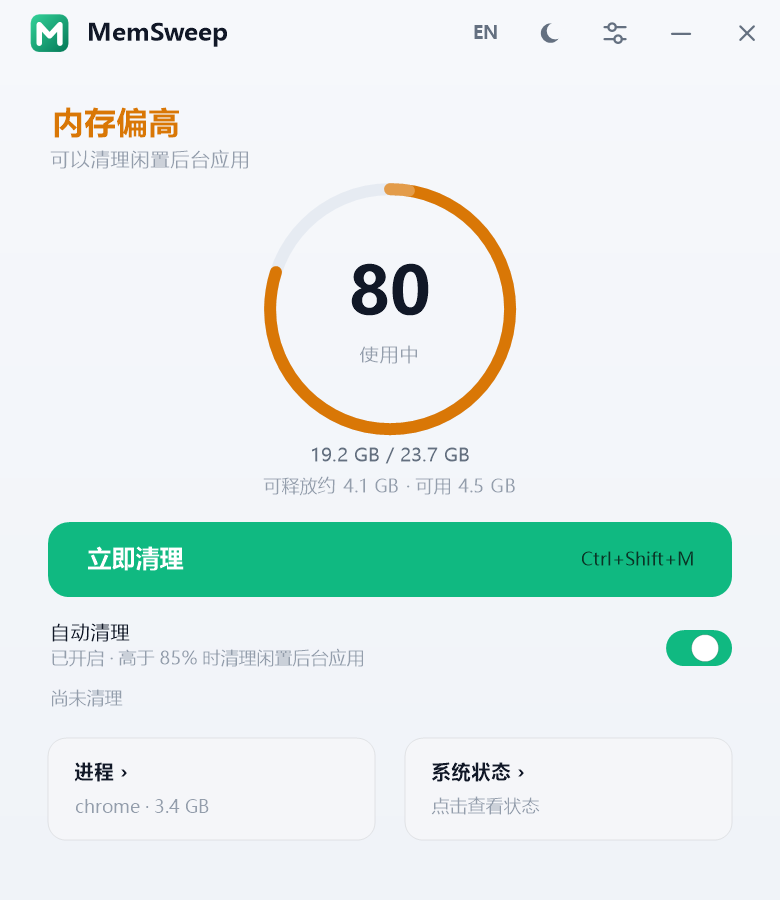 MemSweep
EN
内存偏高
可以清理闲置后台应用
80
使用中
19.2 GB / 23.7 GB
可释放约 4.1 GB · 可用 4.5 GB
立即清理 Ctrl+Shift+M
自动清理
已开启 · 高于 85% 时清理闲置后台应用
尚未清理
进程 ›
chrome · 3.4 GB
系统状态 ›
点击查看状态